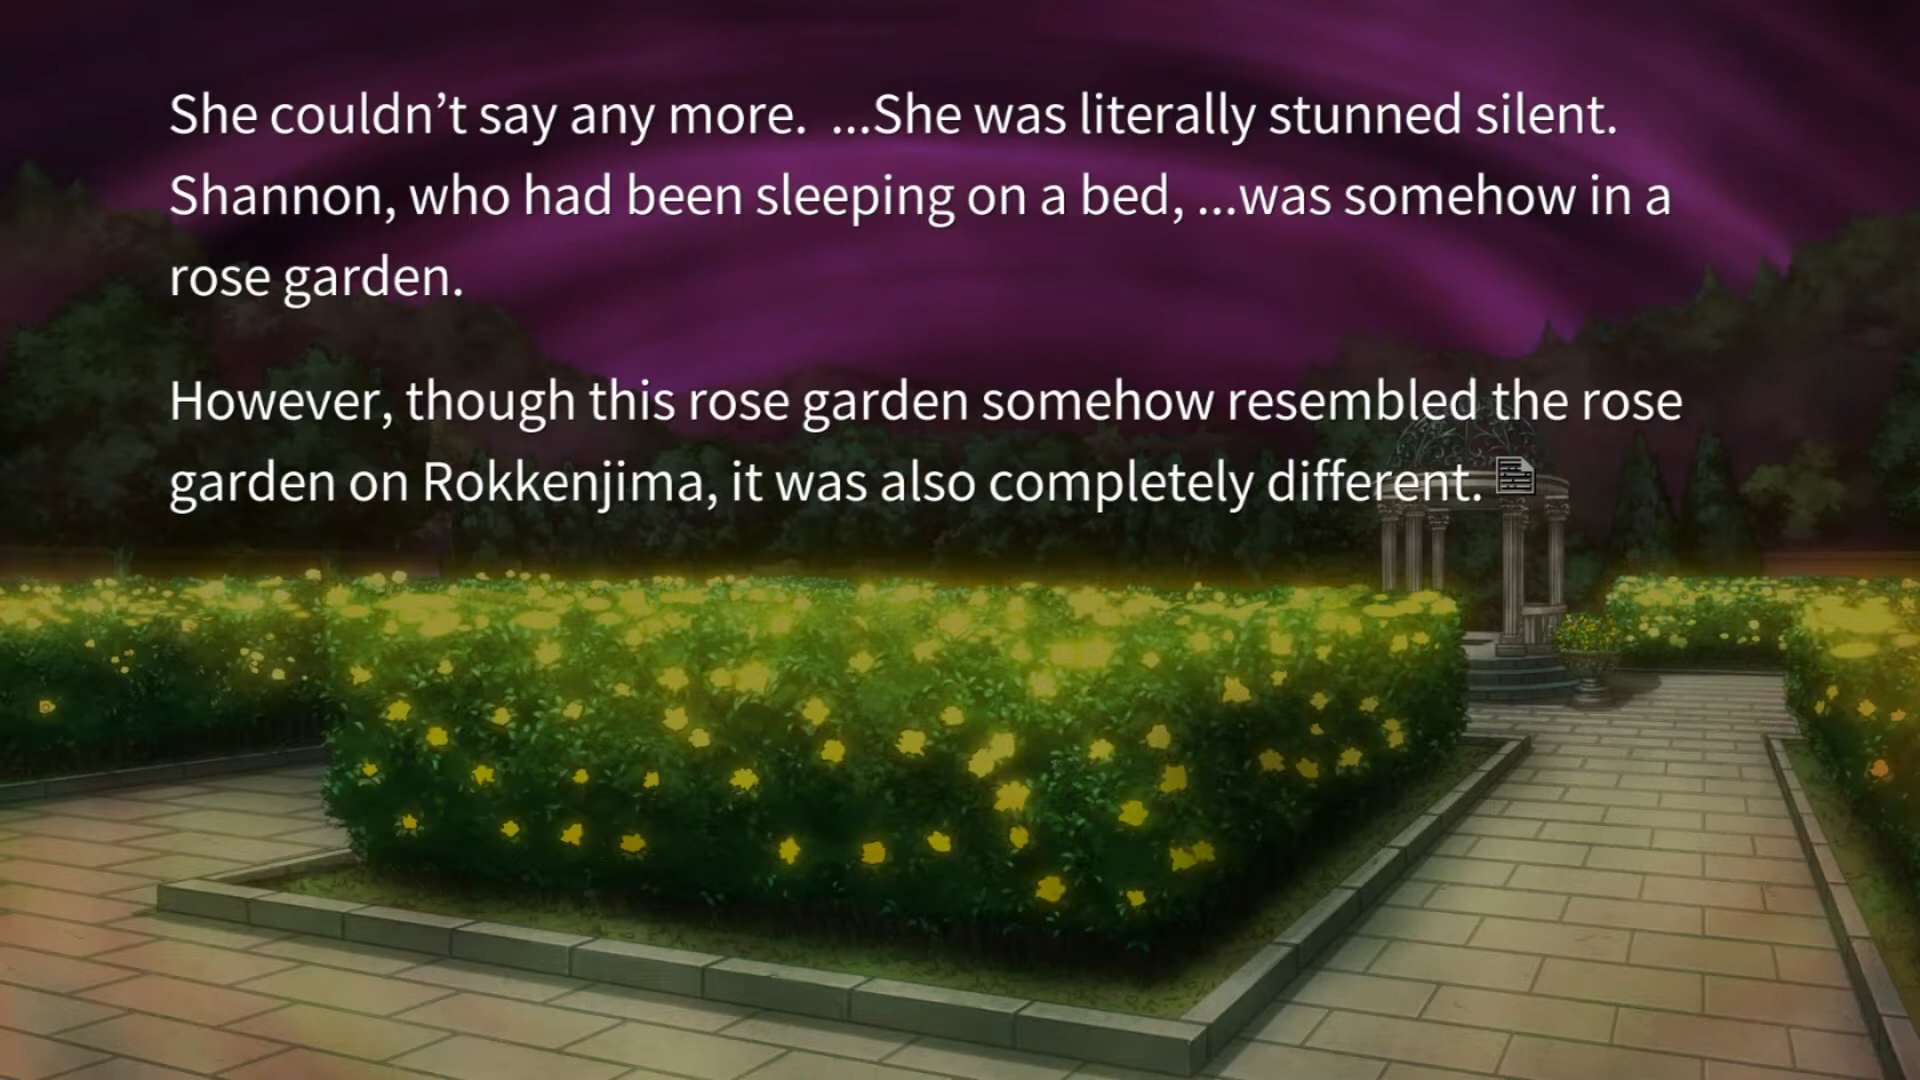 She couldn’t say any more.  ...She was literally stunned silent.
Shannon, who had been sleeping on a bed, ...was somehow in a
rose garden.
However, though this rose garden somehow resembled the rose
garden on Rokkenjima, it was also completely different.